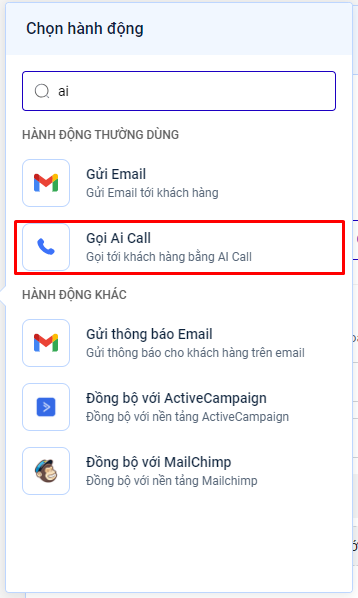 Chọn hành động
ai
HÀNH ĐỘNG THƯỜNG DÙNG
Gửi Email
Gửi Email tới khách hàng
Gọi Ai Call
Gọi tới khách hàng bằng AI Call
HÀNH ĐỘNG KHÁC
Gửi thông báo Email
Gửi thông báo cho khách hàng trên email
Đồng bộ với ActiveCampaign
Đồng bộ với nền tảng ActiveCampaign
Đồng bộ với MailChimp
Đồng bộ với nền tảng Mailchimp